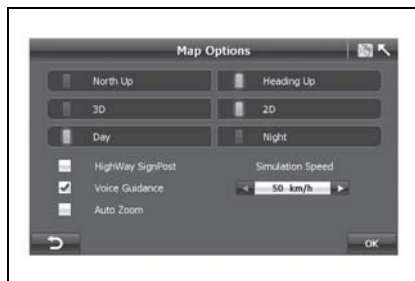 Map Options
North Up
Heading Up
3D
2D
Day
Night
HighWay SignPost
Simulation Speed
Voice Guidance
50 km/h
Auto Zoom
OK